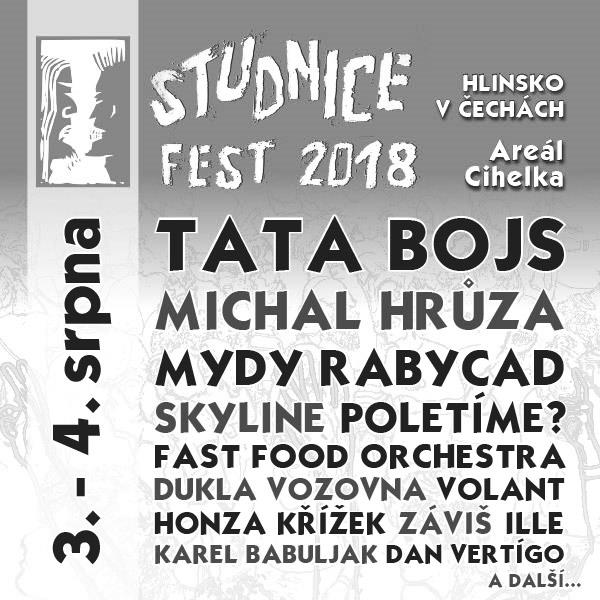 STUDNICE
FEST 2018
HLINSKO
V ČECHÁCH
Areál
Cihelka
3. - 4. srpna
TATA BOJS
MICHAL HRŮZA
MYDY RABYCAD
SKYLINE POLETÍME?
FAST FOOD ORCHESTRA
DUKLA VOZOVNA VOLANT
HONZA KŘÍŽEK ZÁVIŠ ILLE
KAREL BABULJAK DAN VERTÍGO
A DALŠÍ...